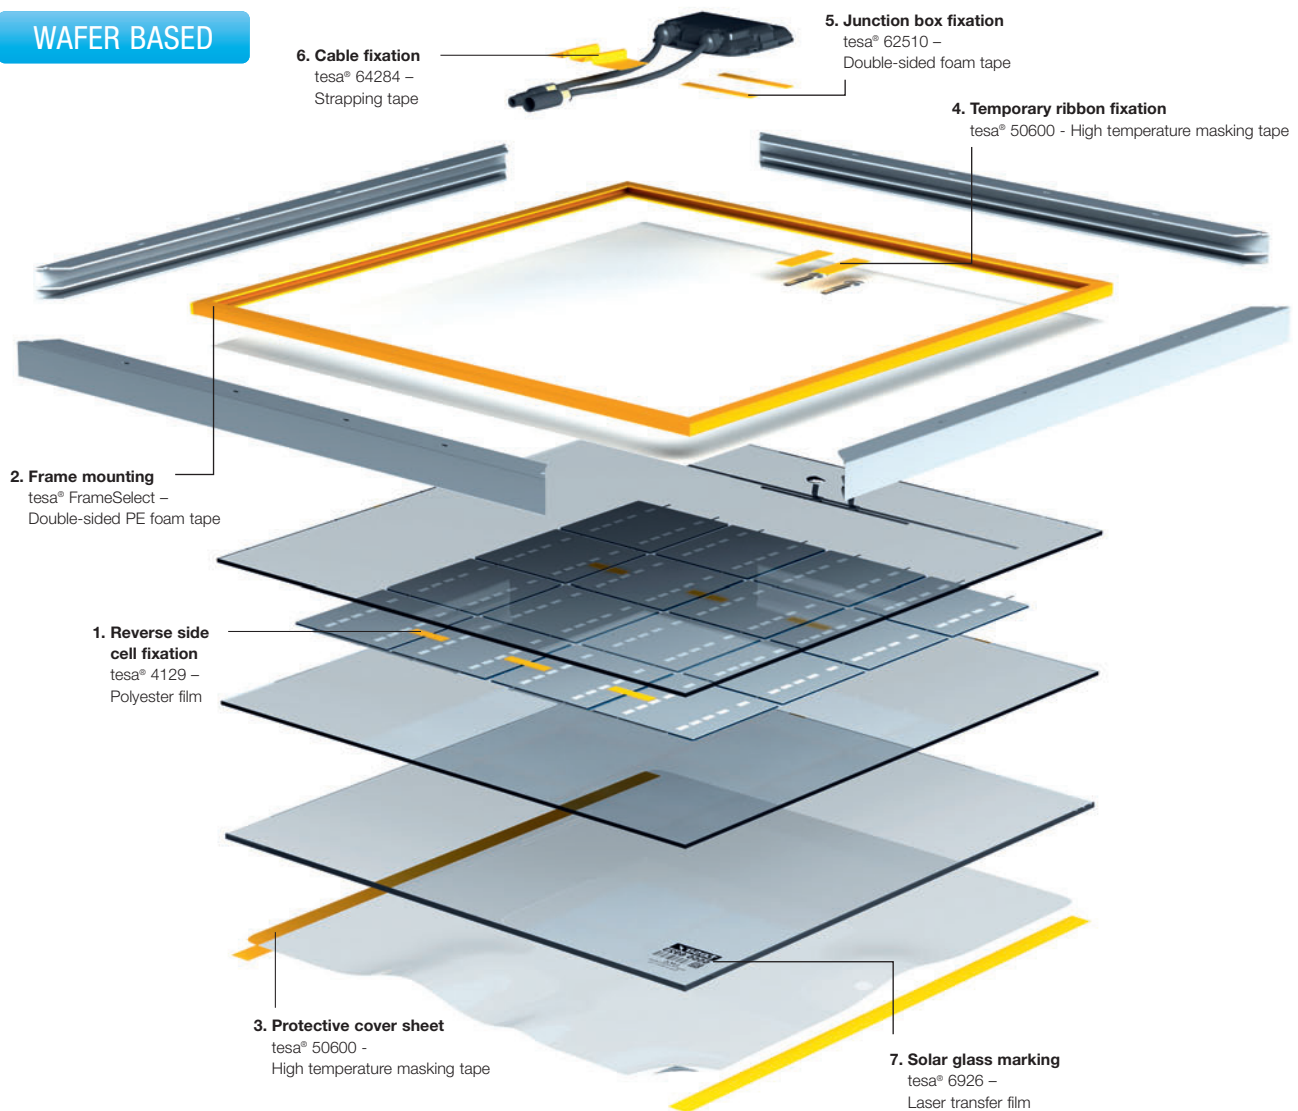 WAFER BASED
6. Cable fixation
tesa® 64284 –
Strapping tape
5. Junction box fixation
tesa® 62510 –
Double-sided foam tape
4. Temporary ribbon fixation
tesa® 50600 - High temperature masking tape
2. Frame mounting
tesa® FrameSelect –
Double-sided PE foam tape
1. Reverse side
cell fixation
tesa® 4129 –
Polyester film
3. Protective cover sheet
tesa® 50600 -
High temperature masking tape
7. Solar glass marking
tesa® 6926 –
Laser transfer film